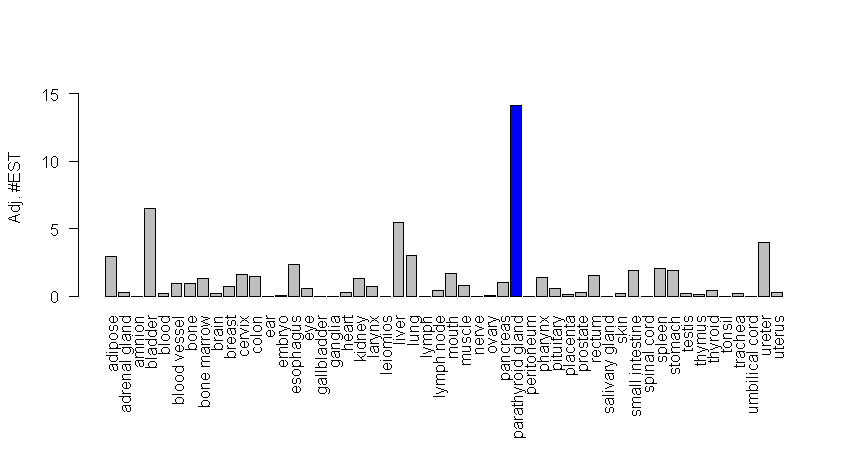 Adj. #EST
15
10
5
0
adipose
adrenal gland
amnion
bladder
blood
blood vessel
bone
bone marrow
brain
breast
cervix
colon
ear
embryo
esophagus
eye
gallbladder
ganglia
heart
kidney
larynx
leiomios
liver
lung
lymph
lymph node
mouth
muscle
nerve
ovary
pancreas
parathyroid gland
peritoneum
pharynx
pituitary
placenta
prostate
rectum
salivary gland
skin
small intestine
spinal cord
spleen
stomach
testis
thymus
thyroid
tonsil
trachea
umbilical cord
ureter
uterus